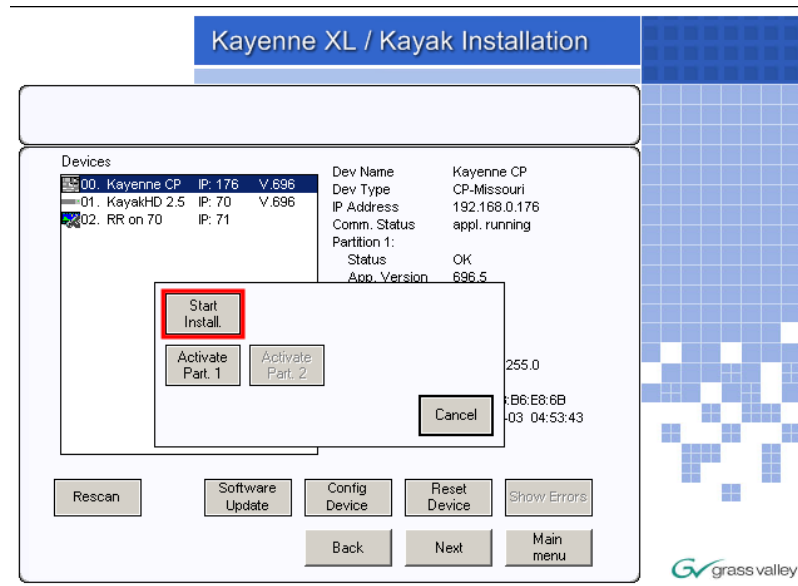 Kayenne XL / Kayak Installation
Devices
00. Kayenne CP IP: 176 V.696
01. KayakHD 2.5 IP: 70 V.696
02. RR on 70 IP: 71
Dev Name Kayenne CP
Dev Type CP-Missouri
IP Address 192.168.0.176
Comm. Status appl. running
Partition 1:
Status OK
App. Version 696.5
255.0
:B6:E8:6B
-03 04:53:43
Start
Install.
Activate
Part. 1
Activate
Part. 2
Cancel
Rescan
Software
Update
Config
Device
Reset
Device
Show Errors
Back
Next
Main
menu
grass valley